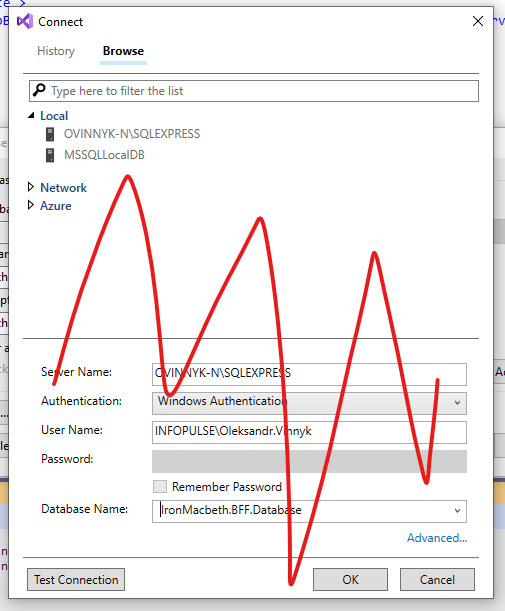 Connect
History Browse
Type here to filter the list
Local
OVINNYK-N\SQLEXPRESS
MSSQLLocalDB
Network
Azure
Server Name: OVINNYK-N\SQLEXPRESS
Authentication: Windows Authentication
User Name: INFOPULSE\Oleksandr.Vinnyk
Password:
Remember Password
Database Name: IronMacbeth.BFF.Database
Advanced...
Test Connection OK Cancel